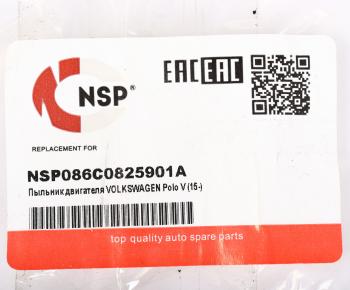 NSP®
EAC EAC
REPLACEMENT FOR
NSP086C0825901A
Пыльник двигателя VOLKSWAGEN Polo V (15-)
top quality auto spare parts